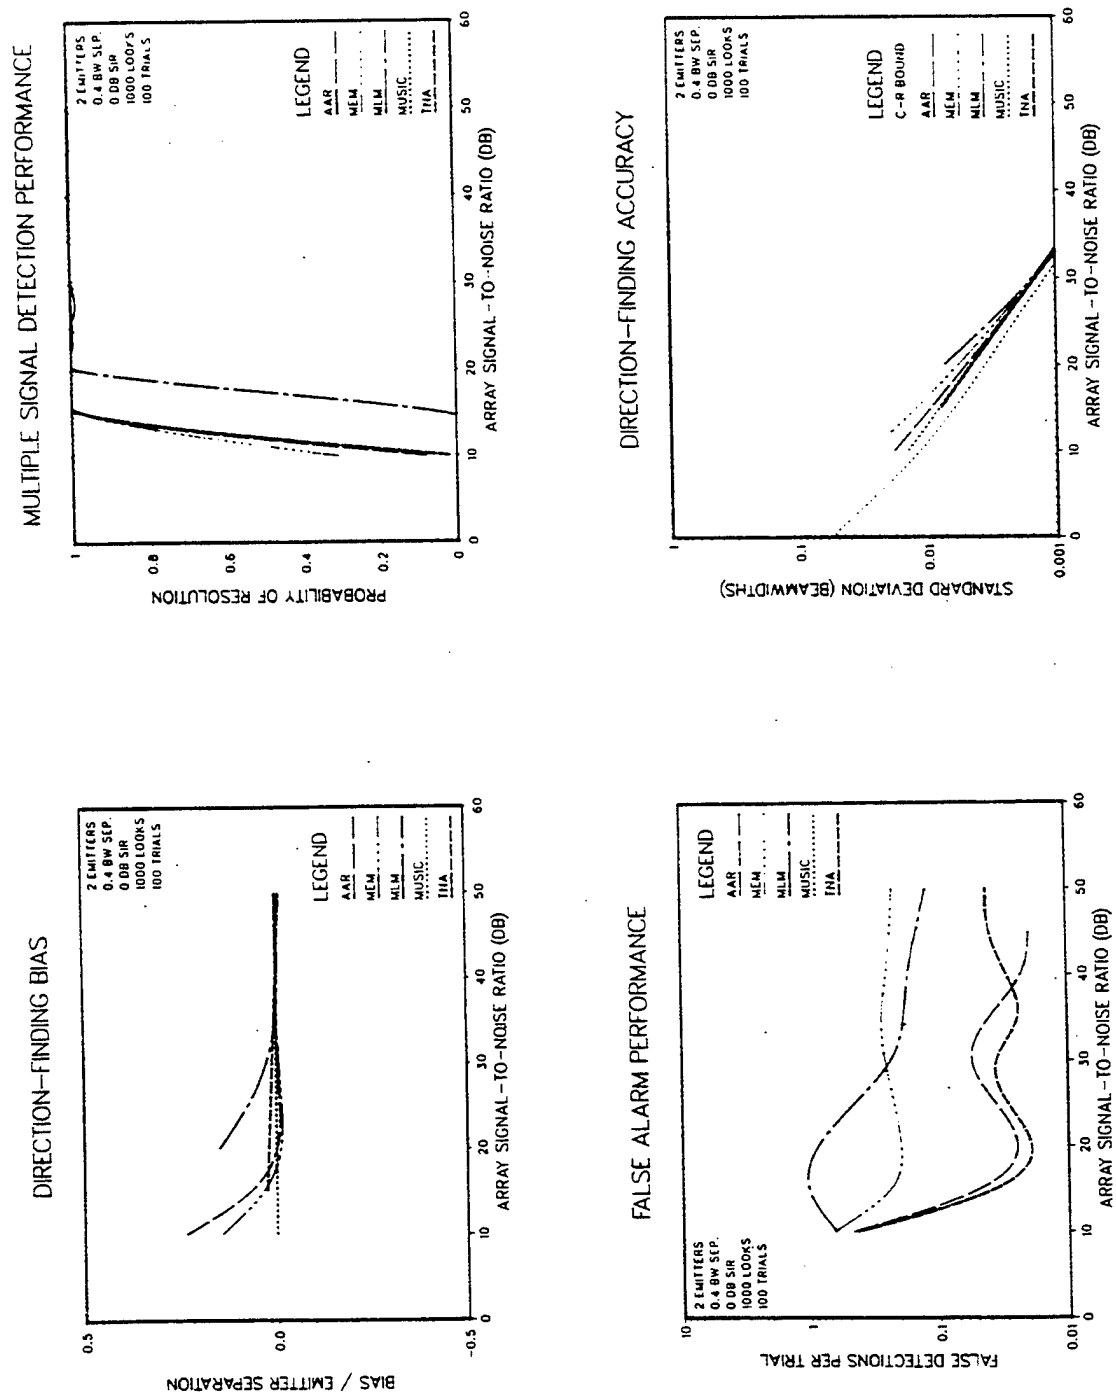 DIRECTION-FINDING BIAS
2 EMITTERS
0.4 BW SEP.
0 DB SIR
1000 LOOKS
100 TRIALS
LEGEND
AAR
MEM
MLM
MUSIC
TNA
0.5
0.0
-0.5
BIAS / EMITTER SEPARATION
0
10
20
30
40
50
60
ARRAY SIGNAL-TO-NOISE RATIO (DB)
MULTIPLE SIGNAL DETECTION PERFORMANCE
2 EMITTERS
0.4 BW SEP.
0 DB SIR
1000 LOOKS
100 TRIALS
LEGEND
AAR
MEM
MLM
MUSIC
TNA
1
0.8
0.6
0.4
0.2
0
PROBABILITY OF RESOLUTION
0
10
20
30
40
50
60
ARRAY SIGNAL-TO-NOISE RATIO (DB)
FALSE ALARM PERFORMANCE
2 EMITTERS
0.4 BW SEP.
0 DB SIR
1000 LOOKS
100 TRIALS
LEGEND
AAR
MEM
MLM
MUSIC
TNA
10
1
0.1
0.01
FALSE DETECTIONS PER TRIAL
0
10
20
30
40
50
60
ARRAY SIGNAL-TO-NOISE RATIO (DB)
DIRECTION-FINDING ACCURACY
2 EMITTERS
0.4 BW SEP.
0 DB SIR
1000 LOOKS
100 TRIALS
LEGEND
C-R BOUND
AAR
MEM
MLM
MUSIC
TNA
1
0.1
0.01
0.001
STANDARD DEVIATION (BEAMWIDTHS)
0
10
20
30
40
50
60
ARRAY SIGNAL-TO-NOISE RATIO (DB)